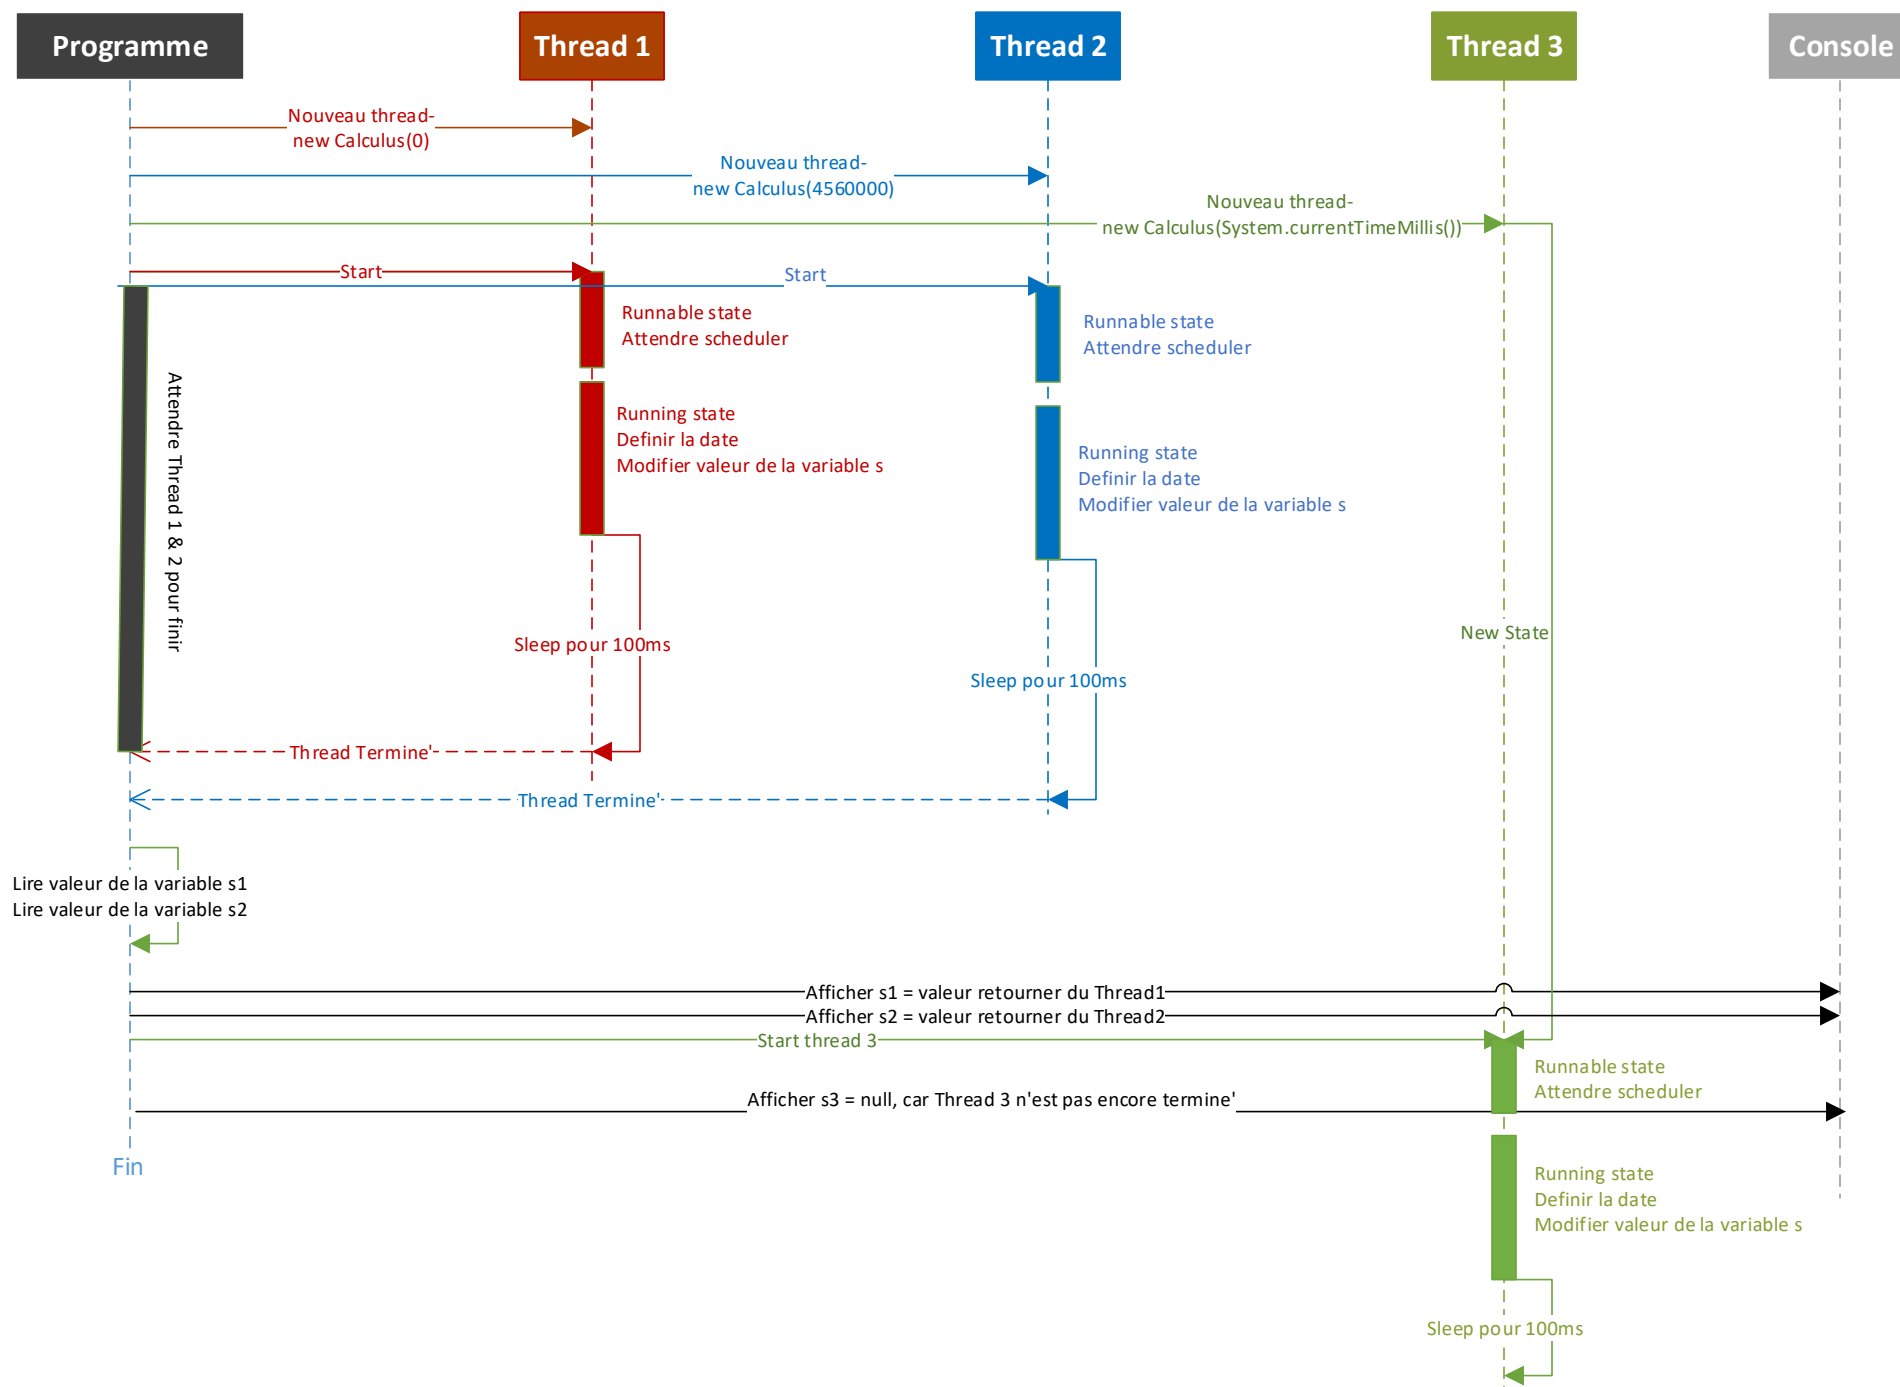 Programme
Thread 1
Thread 2
Thread 3
Console
Nouveau thread-
new Calculus(0)
Nouveau thread-
new Calculus(4560000)
Nouveau thread-
new Calculus(System.currentTimeMillis())
Start
Start
Runnable state
Attendre scheduler
Runnable state
Attendre scheduler
Attendre Thread 1 & 2 pour finir
Running state
Definir la date
Modifier valeur de la variable s
Running state
Definir la date
Modifier valeur de la variable s
New State
Sleep pour 100ms
Sleep pour 100ms
Thread Termine'
Thread Termine'
Lire valeur de la variable s1
Lire valeur de la variable s2
Afficher s1 = valeur retourner du Thread1
Afficher s2 = valeur retourner du Thread2
Start thread 3
Runnable state
Attendre scheduler
Afficher s3 = null, car Thread 3 n'est pas encore termine'
Fin
Running state
Definir la date
Modifier valeur de la variable s
Sleep pour 100ms